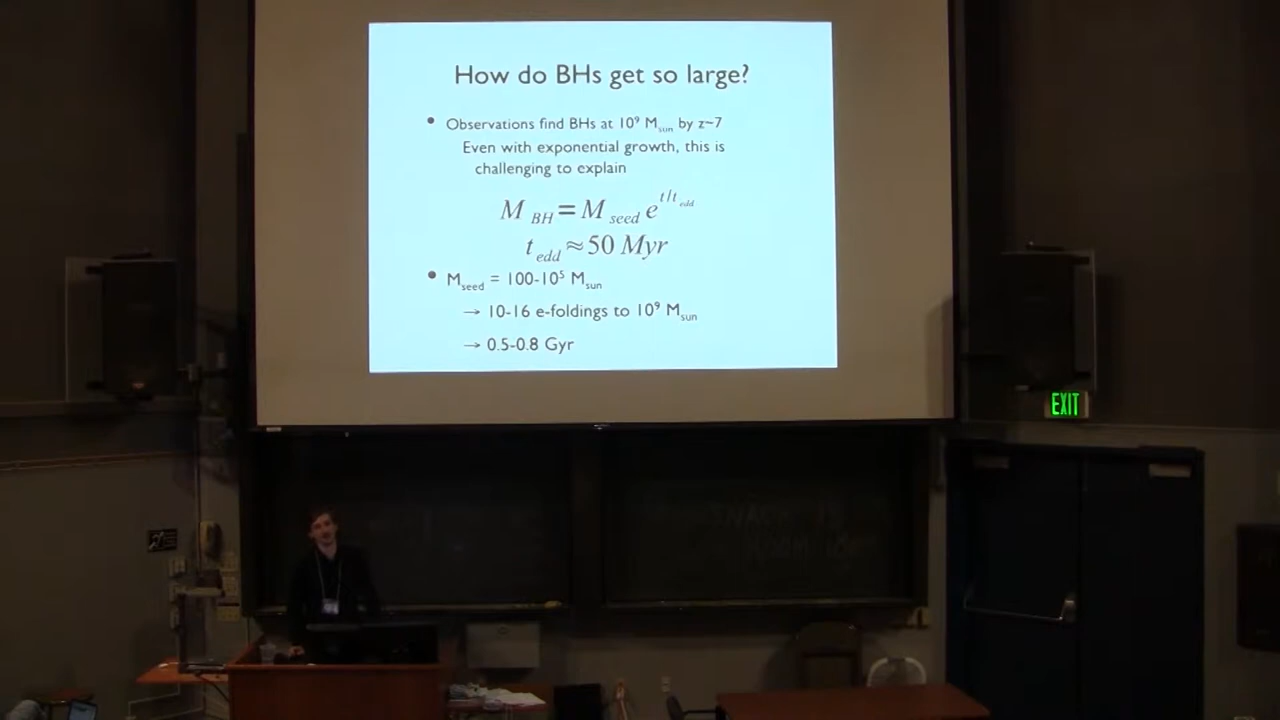 How do BHs get so large?
• Observations find BHs at 10⁹ M_sun by z~7
Even with exponential growth, this is
challenging to explain
M_BH = M_seed e^(t/t_edd)
t_edd ≈ 50 Myr
• M_seed = 100-10⁵ M_sun
→ 10-16 e-foldings to 10⁹ M_sun
→ 0.5-0.8 Gyr
EXIT